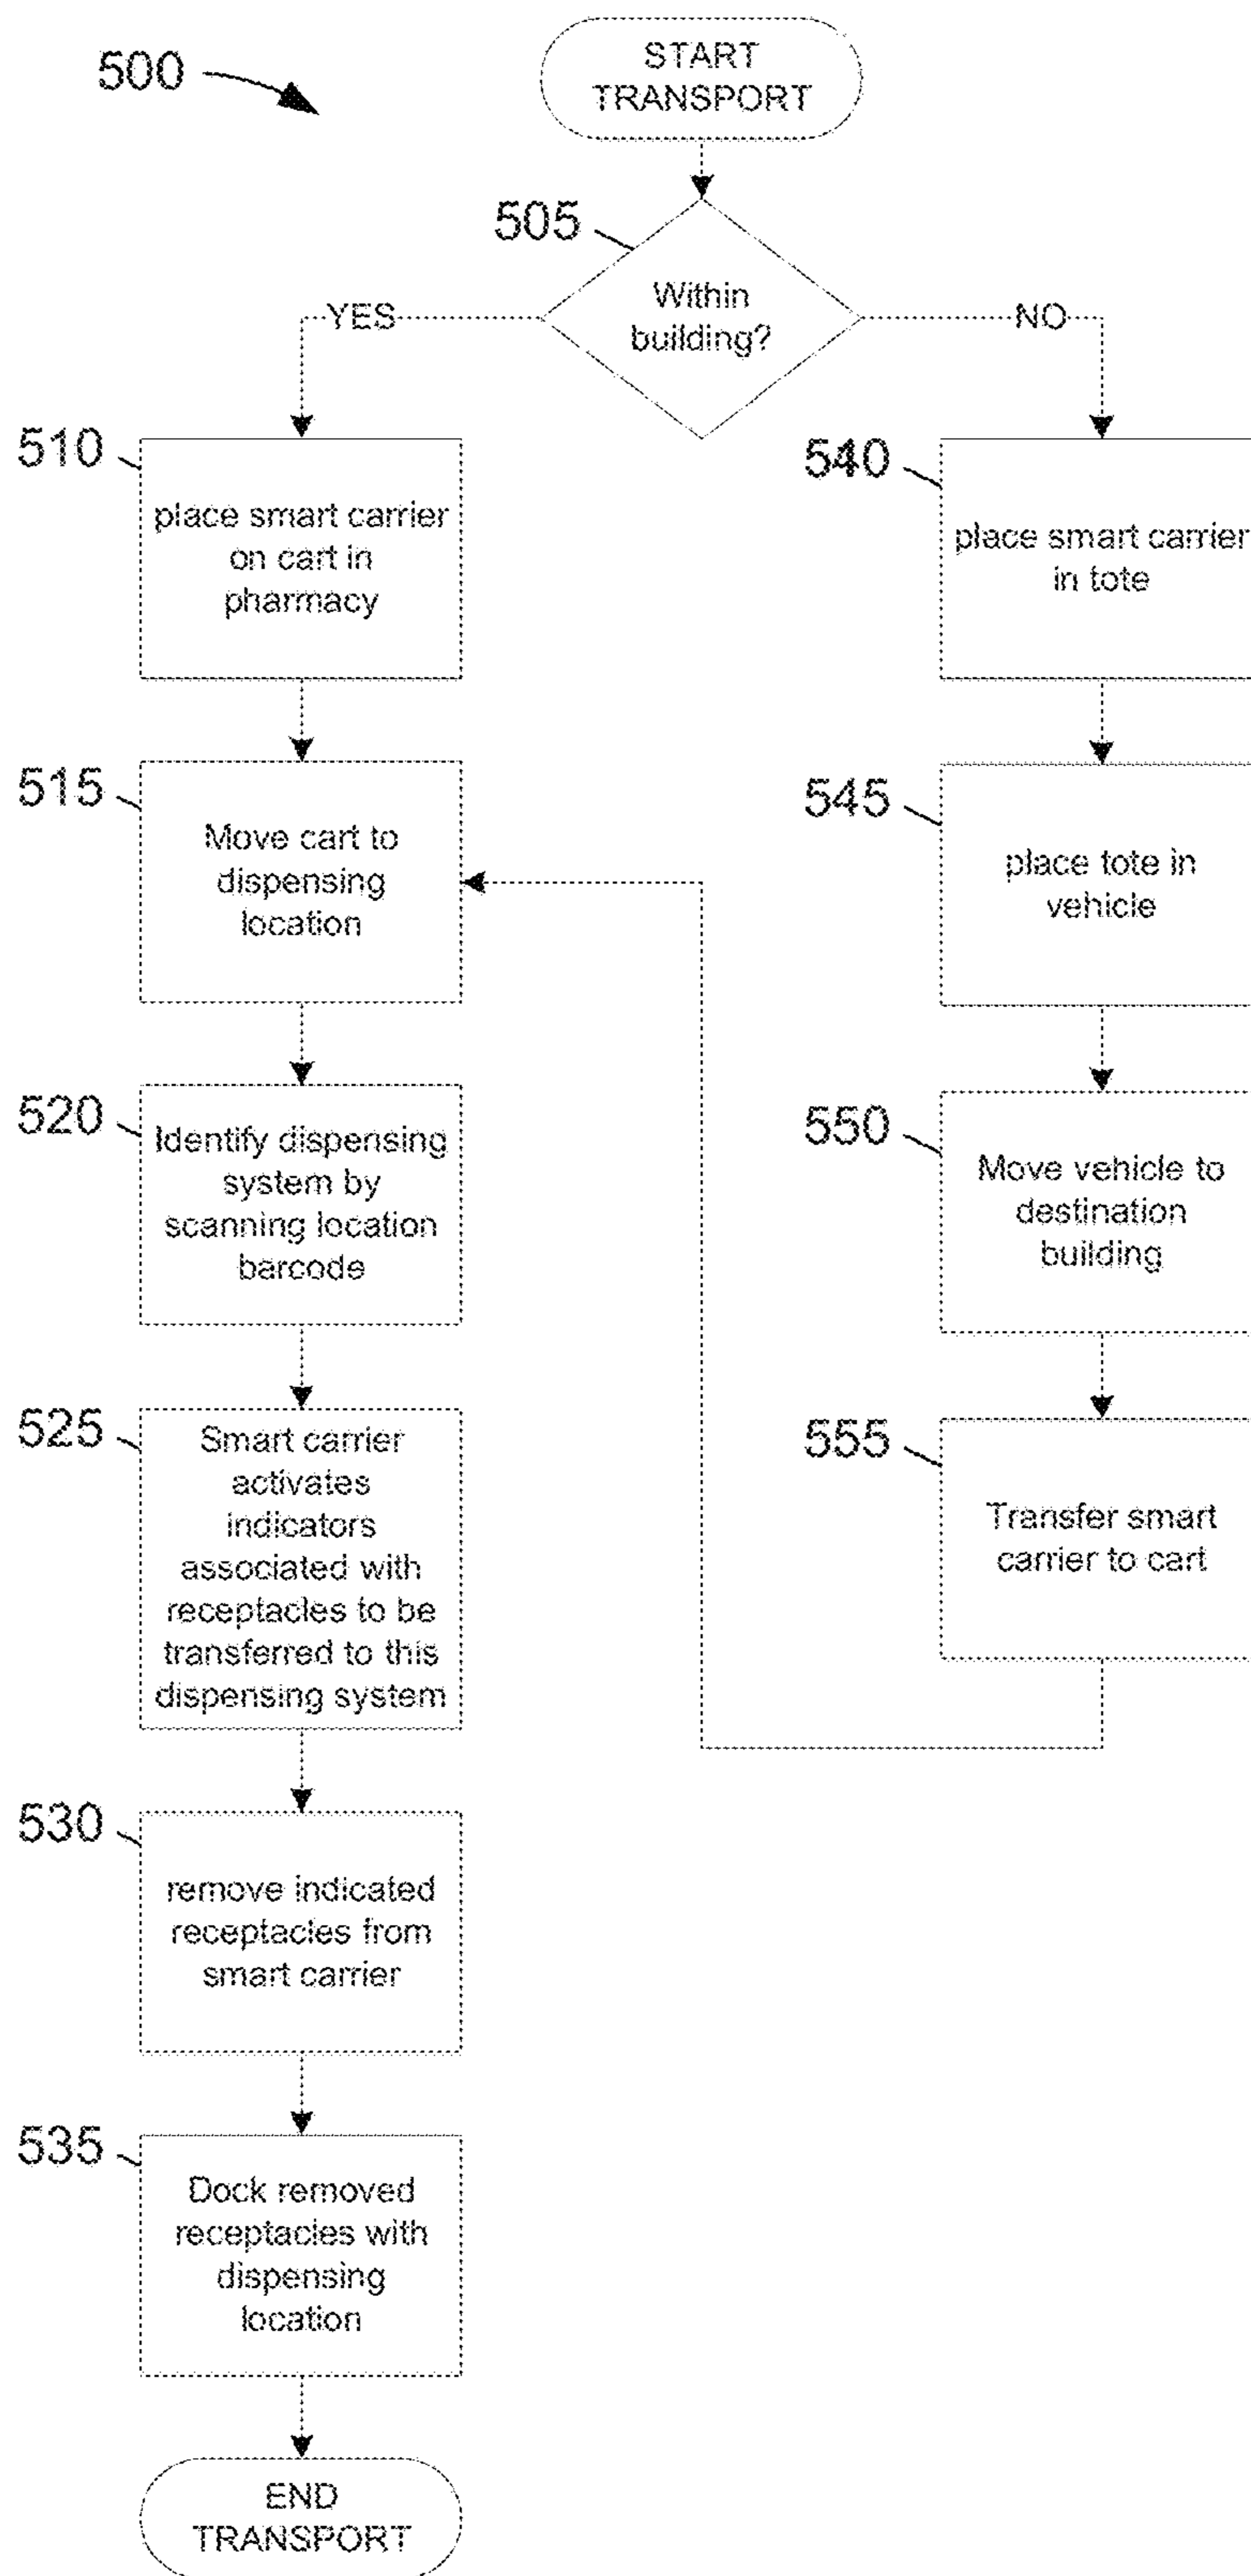 500
START
TRANSPORT
505
Within
building?
YES
NO
510
place smart carrier
on cart in
pharmacy
515
Move cart to
dispensing
location
520
Identify dispensing
system by
scanning location
barcode
525
Smart carrier
activates
indicators
associated with
receptacles to be
transferred to this
dispensing system
530
remove indicated
receptacles from
smart carrier
535
Dock removed
receptacles with
dispensing
location
END
TRANSPORT
540
place smart carrier
in tote
545
place tote in
vehicle
550
Move vehicle to
destination
building
555
Transfer smart
carrier to cart